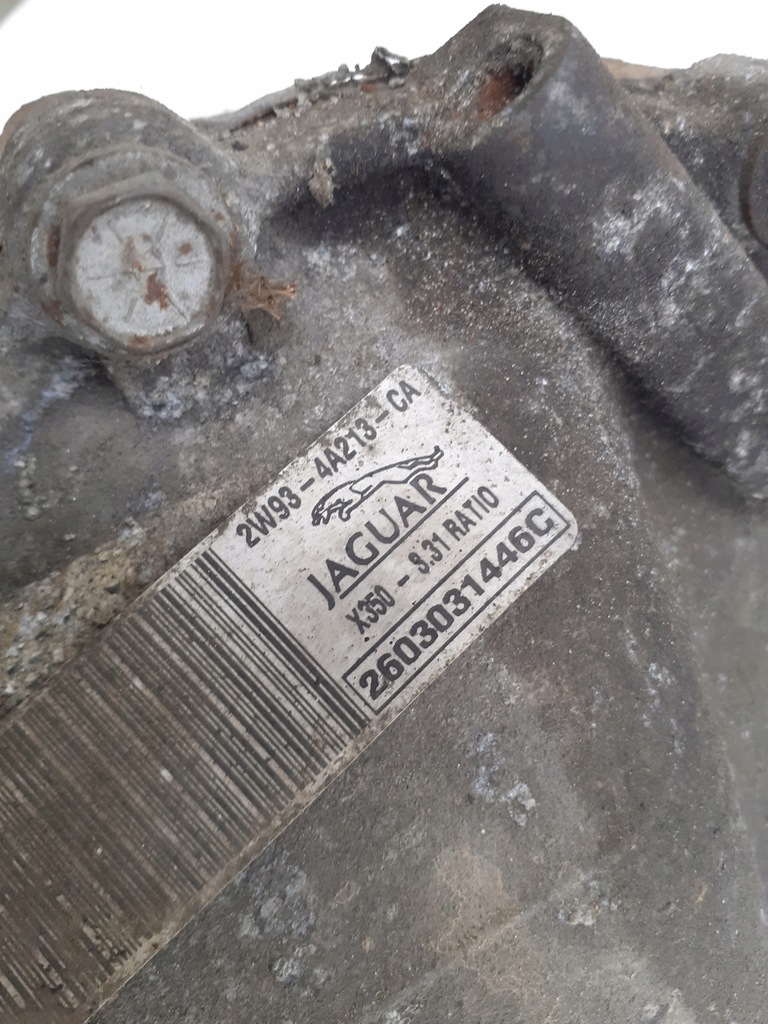 2W93-4A213-CA
JAGUAR
X350 - 3.31 RATIO
2603031446C